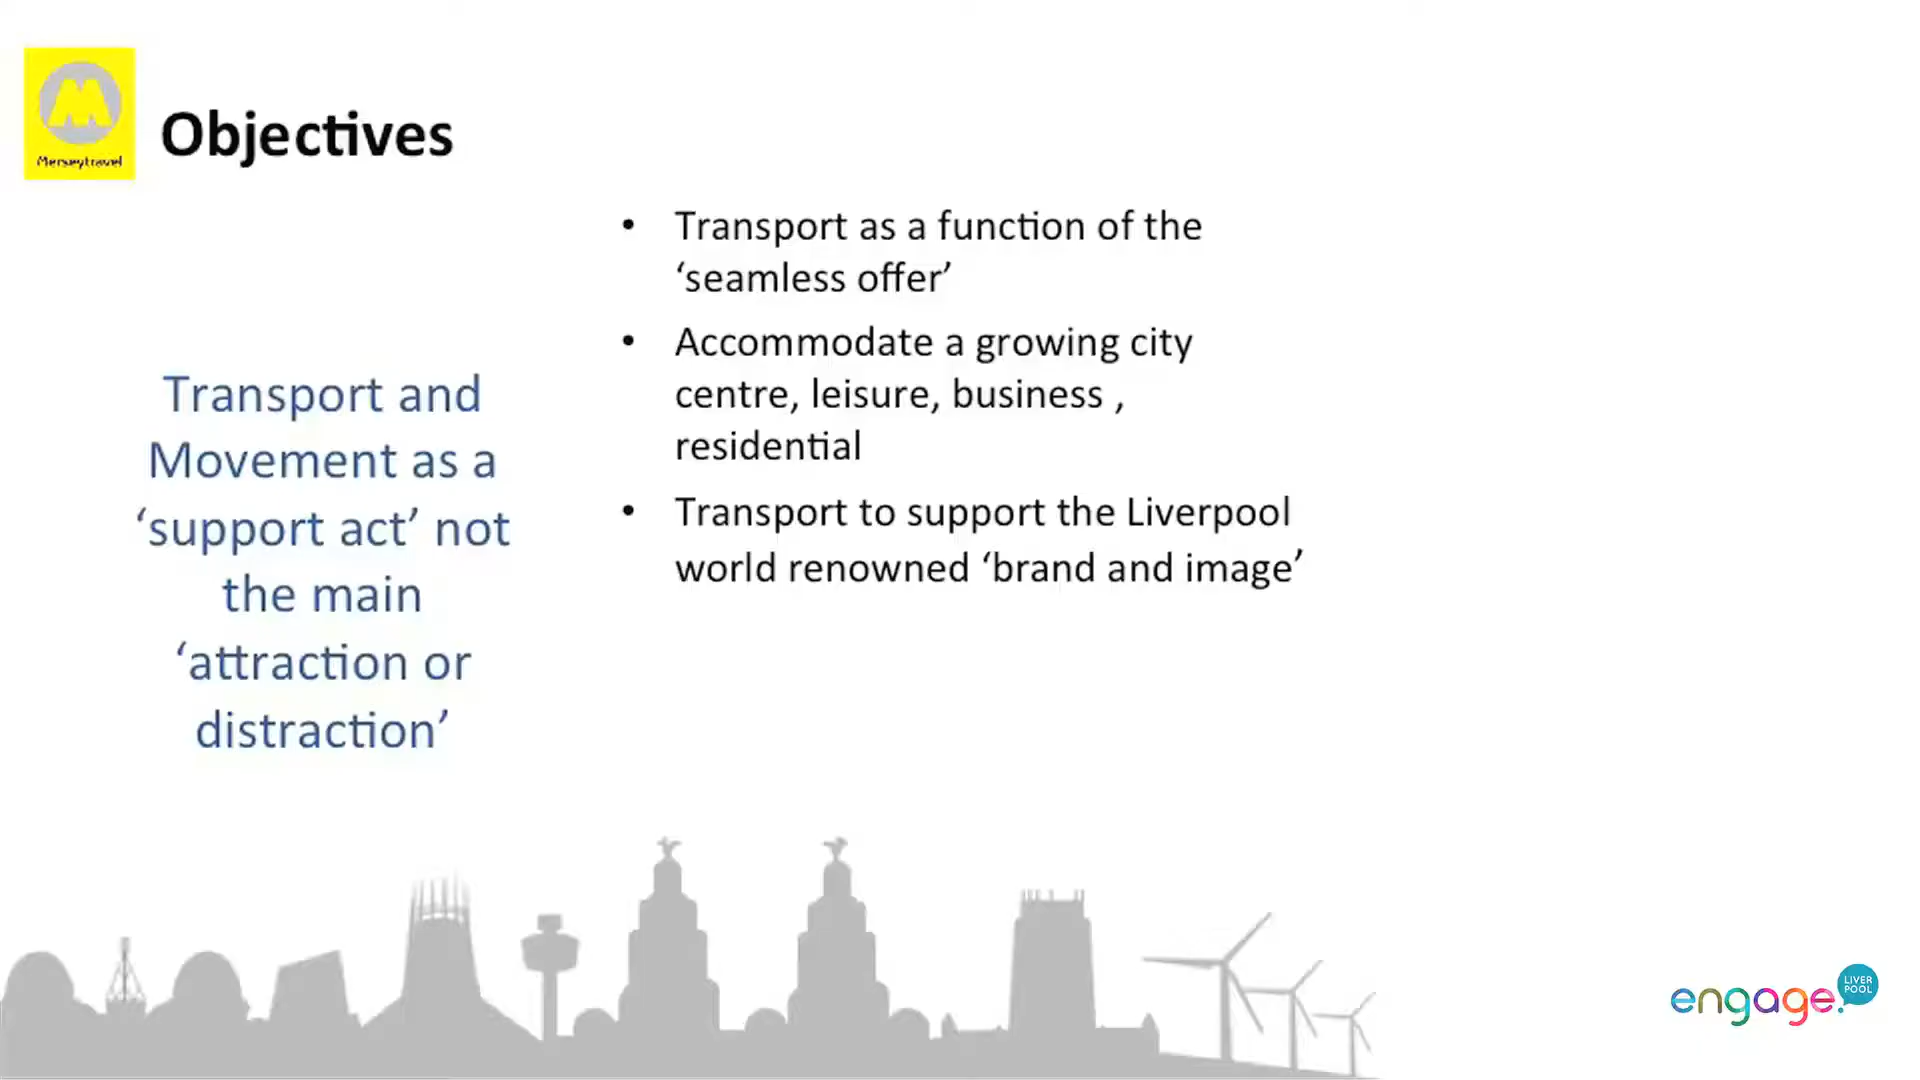 Merseytravel
Objectives
Transport and
Movement as a
‘support act’ not
the main
‘attraction or
distraction’
• Transport as a function of the
‘seamless offer’
• Accommodate a growing city
centre, leisure, business ,
residential
• Transport to support the Liverpool
world renowned ‘brand and image’
engage.
LIVER
POOL